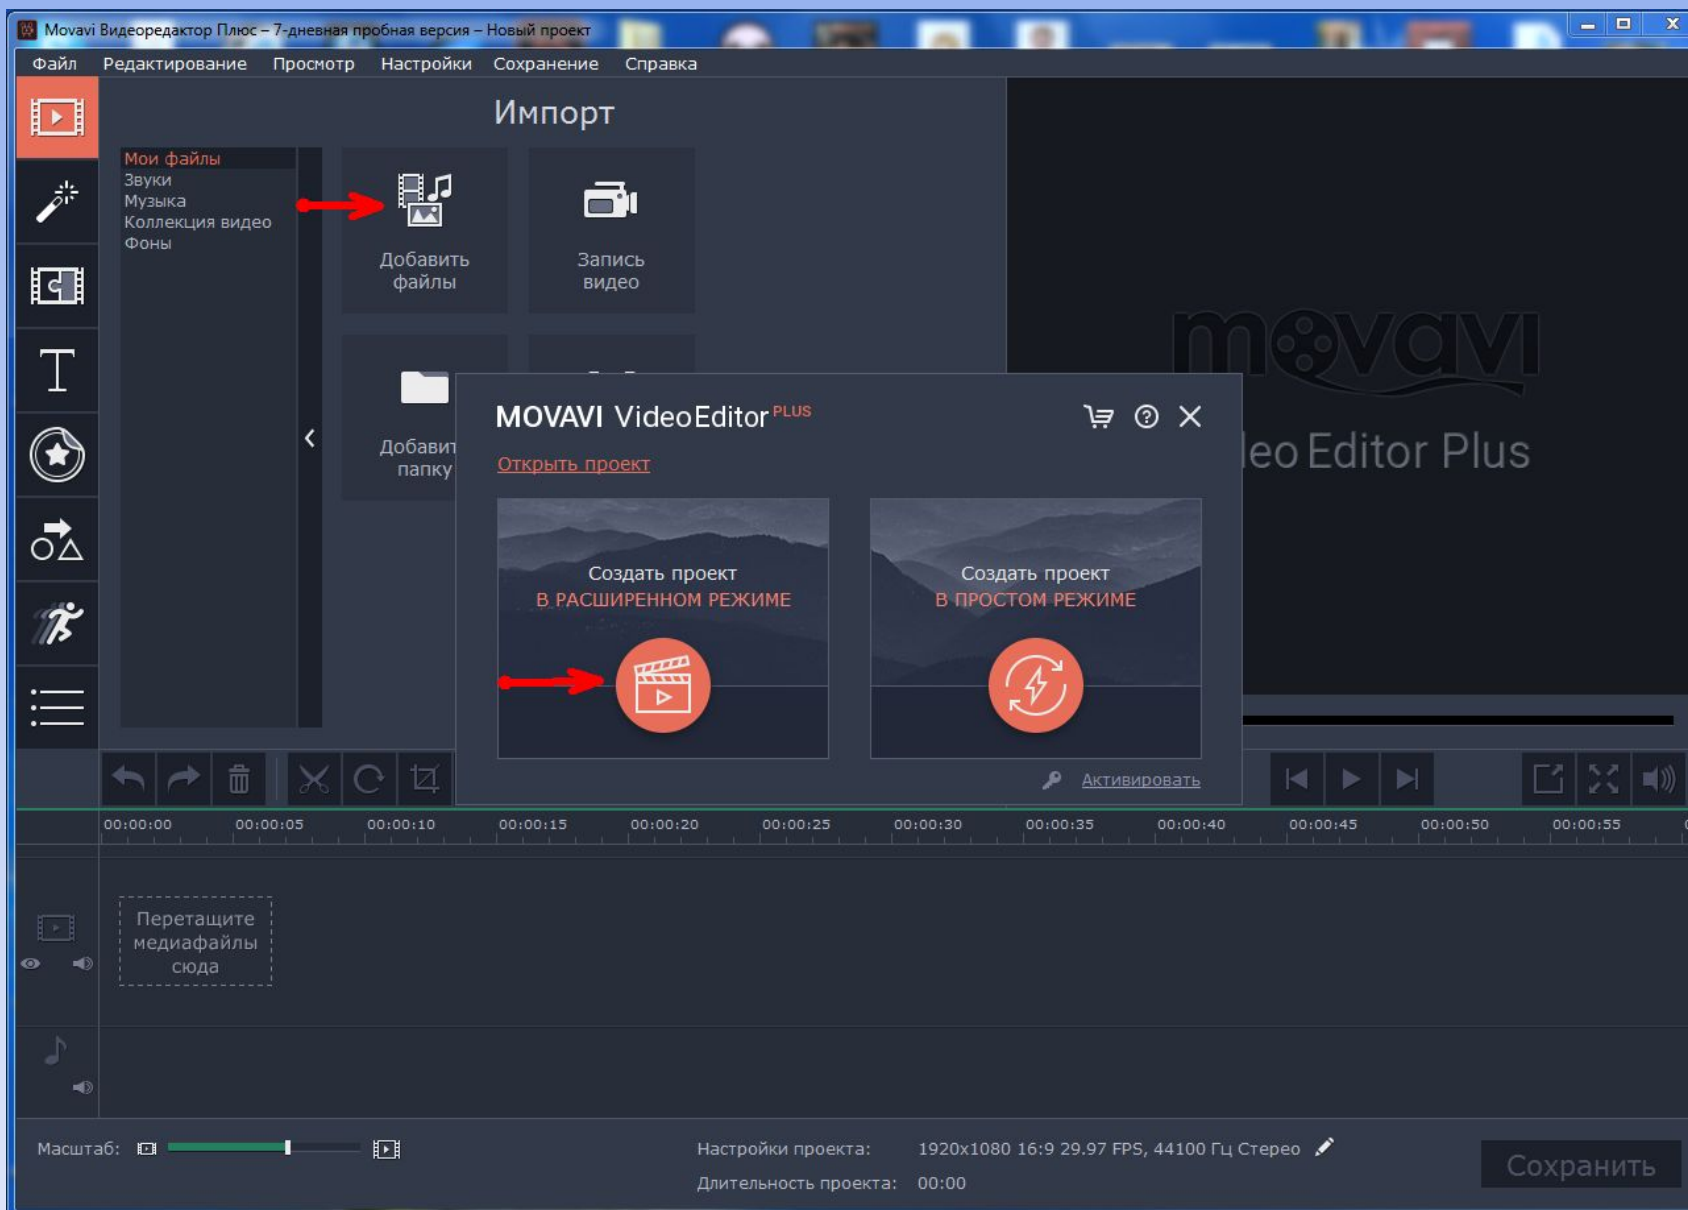 Movavi Видеоредактор Плюс – 7-дневная пробная версия – Новый проект
Файл Редактирование Просмотр Настройки Сохранение Справка
Импорт
Мои файлы
Звуки
Музыка
Коллекция видео
Фоны
Добавить
файлы
Запись
видео
Добавит
папку
movavi
eo Editor Plus
MOVAVI Video Editor PLUS
Открыть проект
Создать проект
В РАСШИРЕННОМ РЕЖИМЕ
Создать проект
В ПРОСТОМ РЕЖИМЕ
Активировать
00:00:00 00:00:05 00:00:10 00:00:15 00:00:20 00:00:25 00:00:30 00:00:35 00:00:40 00:00:45 00:00:50 00:00:55
Перетащите
медиафайлы
сюда
Масштаб:
Настройки проекта: 1920x1080 16:9 29.97 FPS, 44100 Гц Стерео
Длительность проекта: 00:00
Сохранить